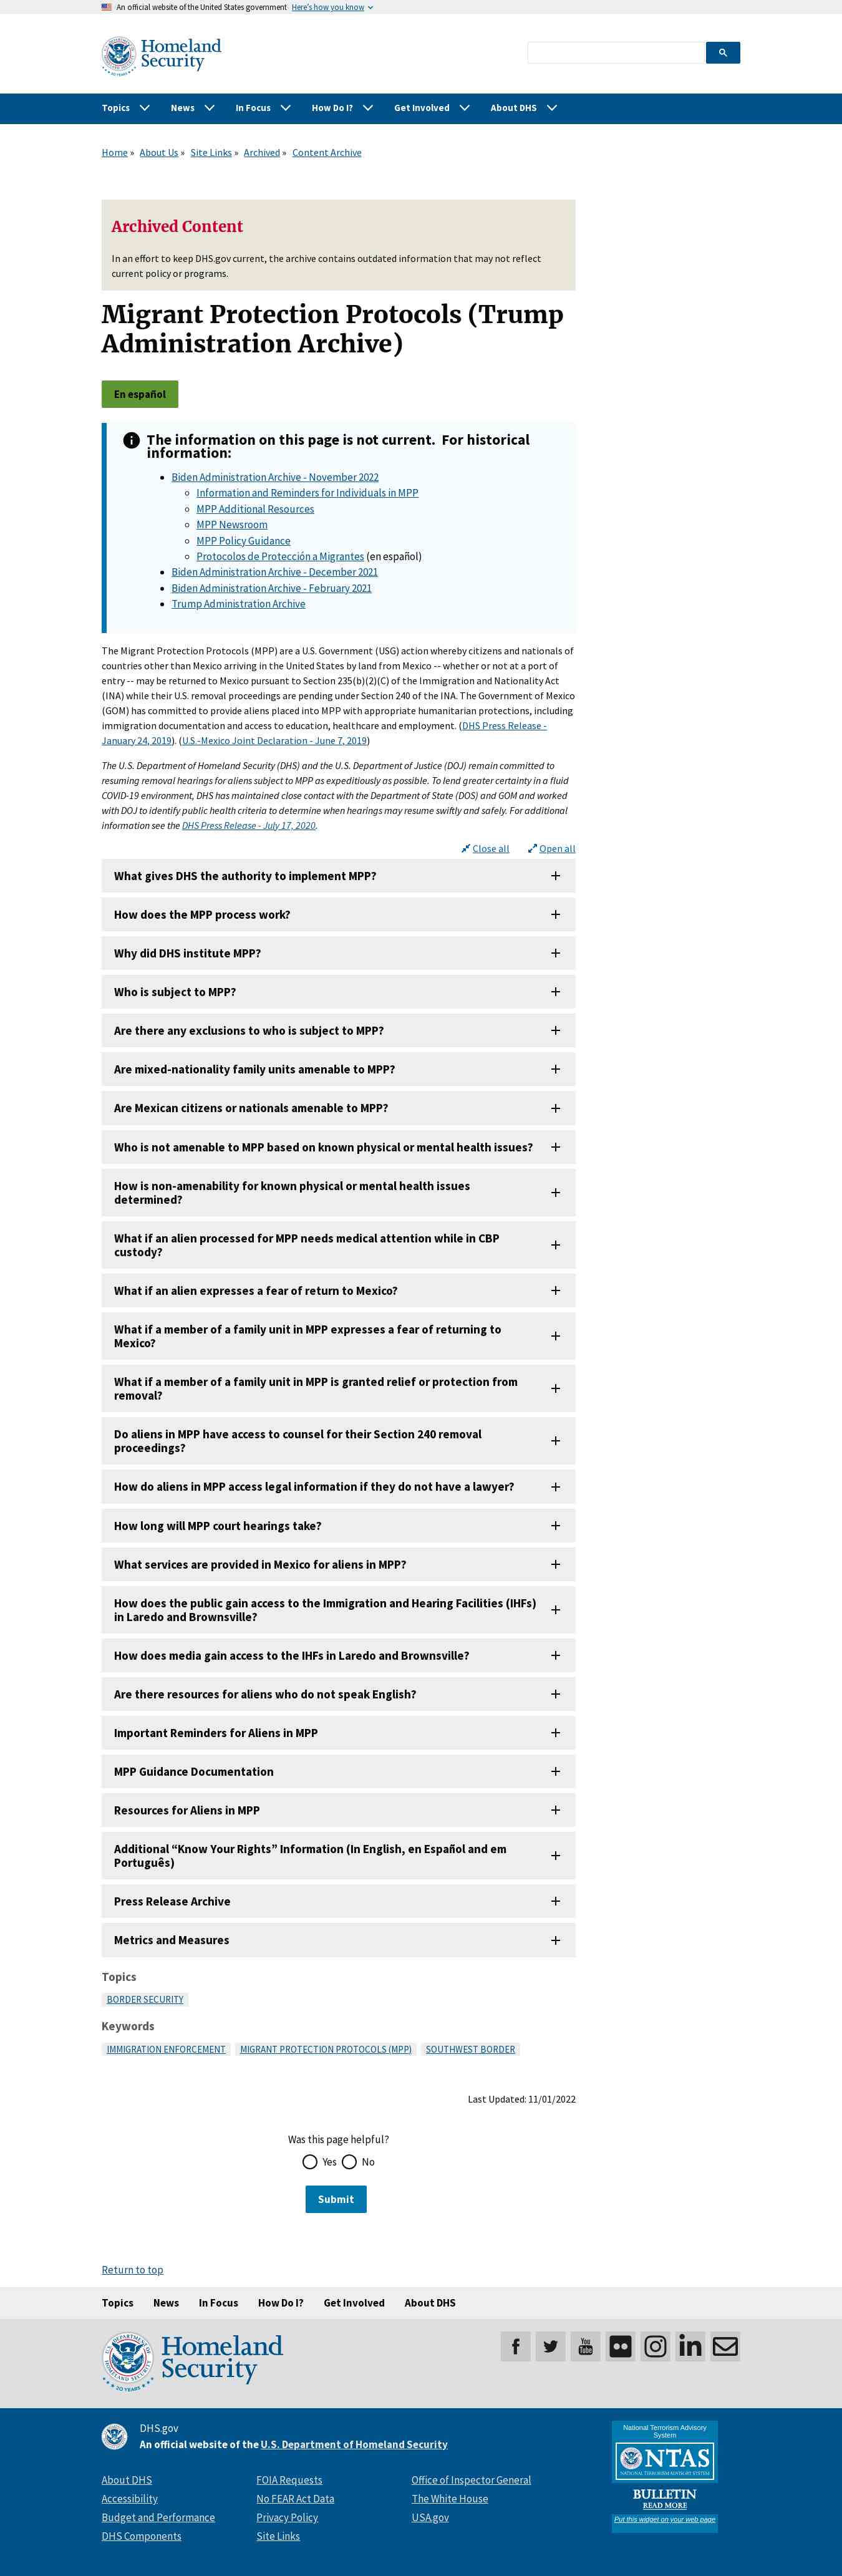 An official website of the United States government Here's how you know
Homeland
Security
Topics News In Focus How Do I? Get Involved About DHS
Home » About Us » Site Links » Archived » Content Archive
Archived Content
In an effort to keep DHS.gov current, the archive contains outdated information that may not reflect
current policy or programs.
Migrant Protection Protocols (Trump
Administration Archive)
En español
The information on this page is not current. For historical
information:
Biden Administration Archive - November 2022
Information and Reminders for Individuals in MPP
MPP Additional Resources
MPP Newsroom
MPP Policy Guidance
Protocolos de Protección a Migrantes (en español)
Biden Administration Archive - December 2021
Biden Administration Archive - February 2021
Trump Administration Archive
The Migrant Protection Protocols (MPP) are a U.S. Government (USG) action whereby citizens and nationals of
countries other than Mexico arriving in the United States by land from Mexico -- whether or not at a port of
entry -- may be returned to Mexico pursuant to Section 235(b)(2)(C) of the Immigration and Nationality Act
(INA) while their U.S. removal proceedings are pending under Section 240 of the INA. The Government of Mexico
(GOM) has committed to provide aliens placed into MPP with appropriate humanitarian protections, including
immigration documentation and access to education, healthcare and employment. (DHS Press Release -
January 24, 2019). (U.S.-Mexico Joint Declaration - June 7, 2019)
The U.S. Department of Homeland Security (DHS) and the U.S. Department of Justice (DOJ) remain committed to
resuming removal hearings for aliens subject to MPP as expeditiously as possible. To lend greater certainty in a fluid
COVID-19 environment, DHS has maintained close contact with the Department of State (DOS) and GOM and worked
with DOJ to identify public health criteria to determine when hearings may resume swiftly and safely. For additional
information see the DHS Press Release - July 17, 2020.
Close all Open all
What gives DHS the authority to implement MPP?
How does the MPP process work?
Why did DHS institute MPP?
Who is subject to MPP?
Are there any exclusions to who is subject to MPP?
Are mixed-nationality family units amenable to MPP?
Are Mexican citizens or nationals amenable to MPP?
Who is not amenable to MPP based on known physical or mental health issues?
How is non-amenability for known physical or mental health issues
determined?
What if an alien processed for MPP needs medical attention while in CBP
custody?
What if an alien expresses a fear of return to Mexico?
What if a member of a family unit in MPP expresses a fear of returning to
Mexico?
What if a member of a family unit in MPP is granted relief or protection from
removal?
Do aliens in MPP have access to counsel for their Section 240 removal
proceedings?
How do aliens in MPP access legal information if they do not have a lawyer?
How long will MPP court hearings take?
What services are provided in Mexico for aliens in MPP?
How does the public gain access to the Immigration and Hearing Facilities (IHFs)
in Laredo and Brownsville?
How does media gain access to the IHFs in Laredo and Brownsville?
Are there resources for aliens who do not speak English?
Important Reminders for Aliens in MPP
MPP Guidance Documentation
Resources for Aliens in MPP
Additional “Know Your Rights” Information (In English, en Español and em
Português)
Press Release Archive
Metrics and Measures
Topics
BORDER SECURITY
Keywords
IMMIGRATION ENFORCEMENT MIGRANT PROTECTION PROTOCOLS (MPP) SOUTHWEST BORDER
Last Updated: 11/01/2022
Was this page helpful?
Yes No
Submit
Return to top
Topics News In Focus How Do I? Get Involved About DHS
Homeland
Security
You
Tube
in
DHS.gov
An official website of the U.S. Department of Homeland Security
About DHS FOIA Requests Office of Inspector General
Accessibility No FEAR Act Data The White House
Budget and Performance Privacy Policy USA.gov
DHS Components Site Links
National Terrorism Advisory
System
NTAS
NATIONAL TERRORISM ADVISORY SYSTEM
BULLETIN
READ MORE
Put this widget on your web page